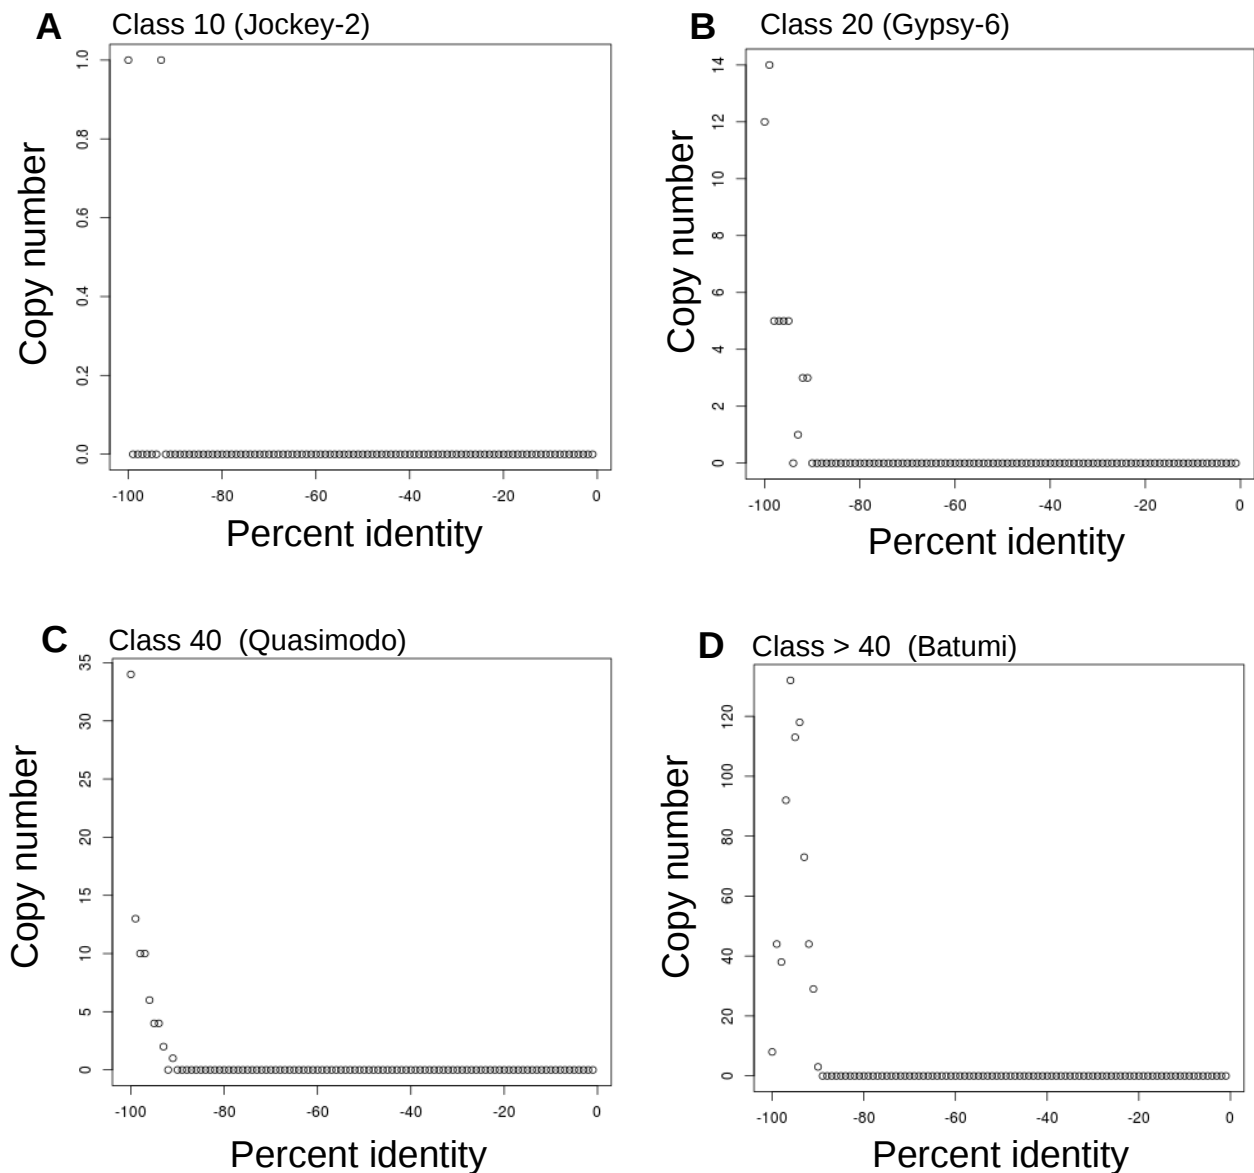 A Class 10 (Jockey-2)
Copy number
1.0
0.8
0.6
0.4
0.2
0.0
-100 -80 -60 -40 -20 0
Percent identity
B Class 20 (Gypsy-6)
Copy number
14
12
10
8
6
4
2
0
-100 -80 -60 -40 -20 0
Percent identity
C Class 40 (Quasimodo)
Copy number
35
30
25
20
15
10
5
0
-100 -80 -60 -40 -20 0
Percent identity
D Class > 40 (Batumi)
Copy number
120
100
80
60
40
20
0
-100 -80 -60 -40 -20 0
Percent identity